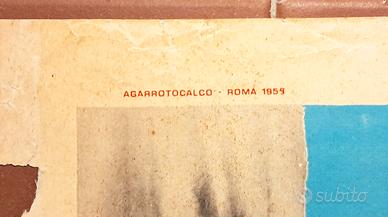 AGARROTOCALCO - ROMA 1959
subito